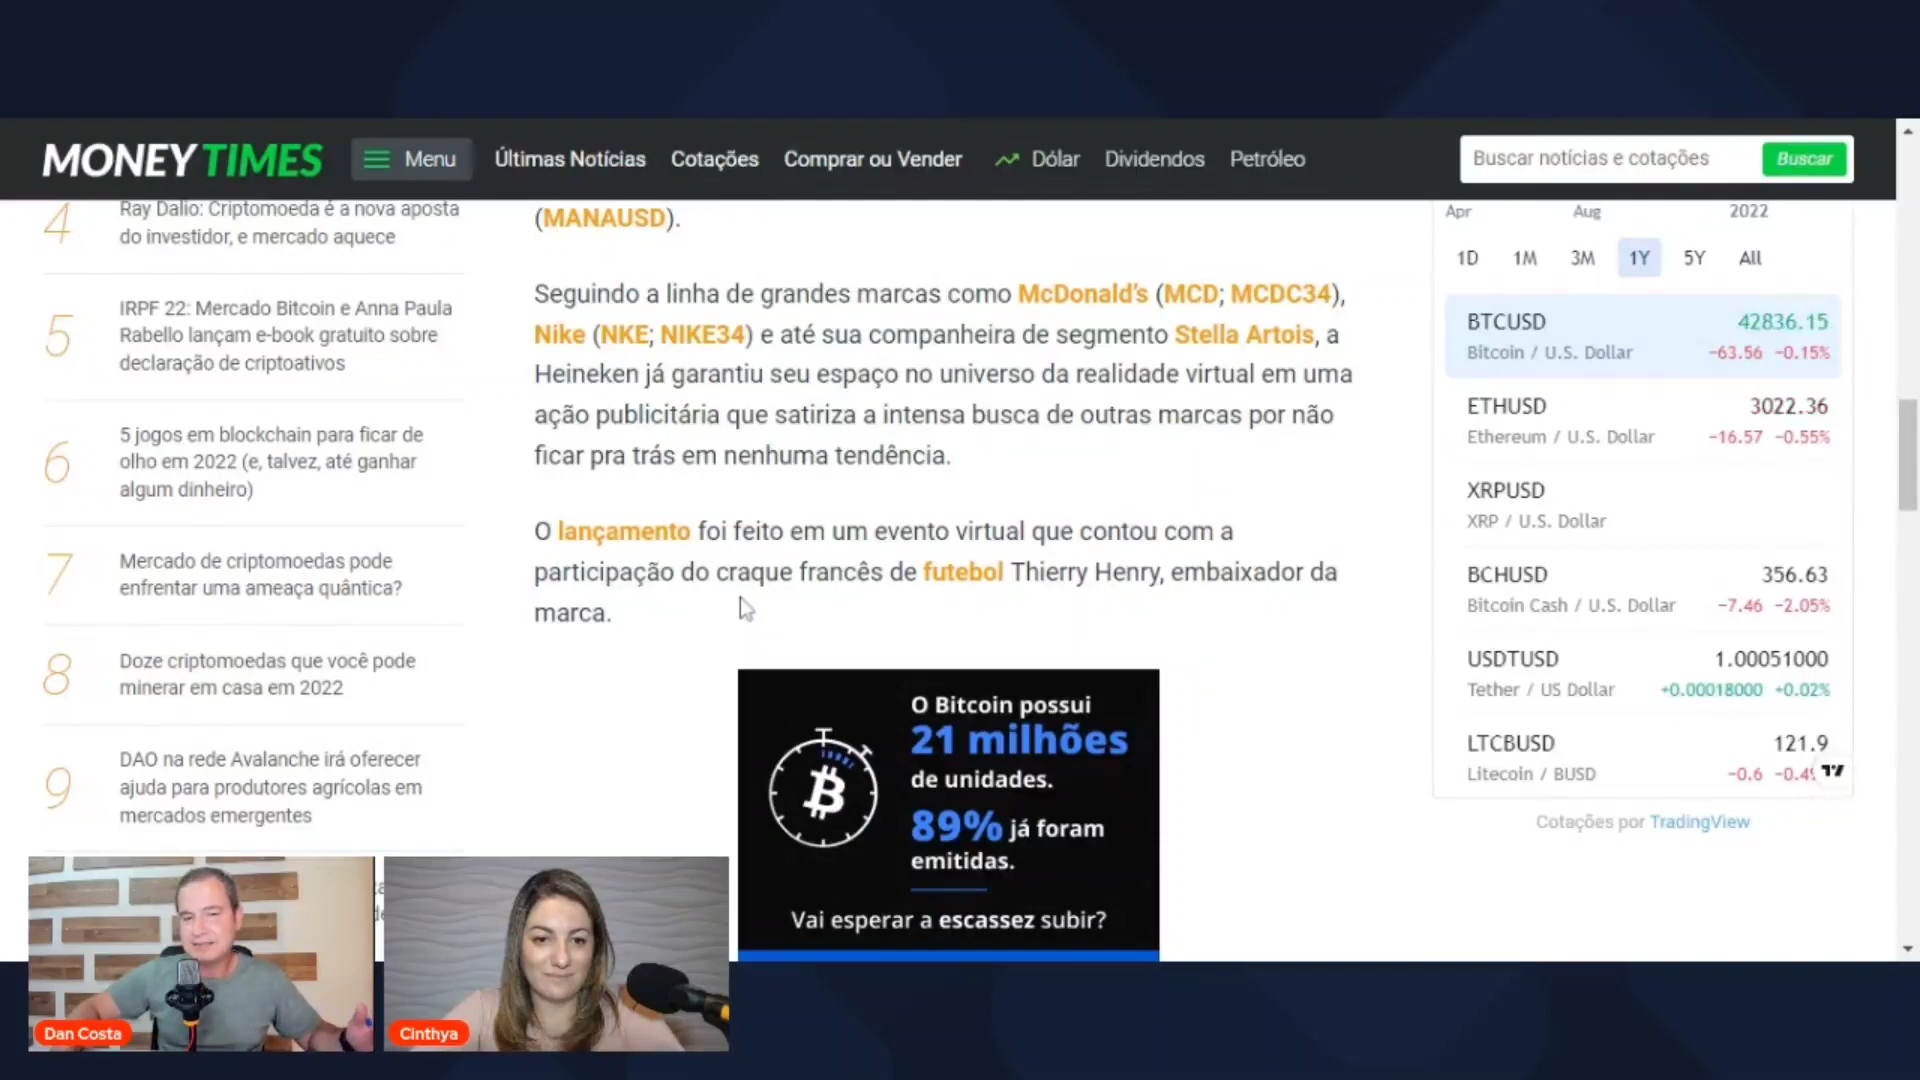 MONEY TIMES
Menu
Últimas Notícias
Cotações
Comprar ou Vender
Dólar
Dividendos
Petróleo
Buscar notícias e cotações
Buscar
4
Ray Dalio: Criptomoeda é a nova aposta
do investidor, e mercado aquece
5
IRPF 22: Mercado Bitcoin e Anna Paula
Rabello lançam e-book gratuito sobre
declaração de criptoativos
6
5 jogos em blockchain para ficar de
olho em 2022 (e, talvez, até ganhar
algum dinheiro)
7
Mercado de criptomoedas pode
enfrentar uma ameaça quântica?
8
Doze criptomoedas que você pode
minerar em casa em 2022
9
DAO na rede Avalanche irá oferecer
ajuda para produtores agrícolas em
mercados emergentes
(MANAUSD).
Seguindo a linha de grandes marcas como McDonald's (MCD; MCDC34),
Nike (NKE; NIKE34) e até sua companheira de segmento Stella Artois, a
Heineken já garantiu seu espaço no universo da realidade virtual em uma
ação publicitária que satiriza a intensa busca de outras marcas por não
ficar pra trás em nenhuma tendência.
O lançamento foi feito em um evento virtual que contou com a
participação do craque francês de futebol Thierry Henry, embaixador da
marca.
O Bitcoin possui
21 milhões
de unidades.
89% já foram
emitidas.
Vai esperar a escassez subir?
Apr Aug 2022
1D 1M 3M 1Y 5Y All
BTCUSD 42836.15
Bitcoin / U.S. Dollar −63.56 −0.15%
ETHUSD 3022.36
Ethereum / U.S. Dollar −16.57 −0.55%
XRPUSD
XRP / U.S. Dollar
BCHUSD 356.63
Bitcoin Cash / U.S. Dollar −7.46 −2.05%
USDTUSD 1.00051000
Tether / US Dollar +0.00018000 +0.02%
LTCBUSD 121.9
Litecoin / BUSD −0.6
Cotações por TradingView
Dan Costa
Cinthya